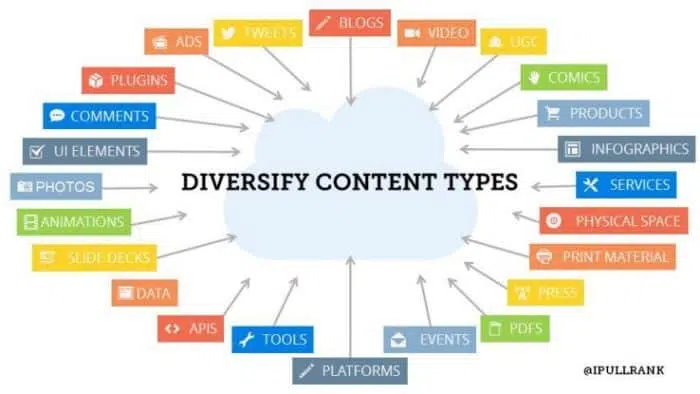 BLOGS
TWEETS
VIDEO
ADS
UGC
PLUGINS
COMICS
COMMENTS
PRODUCTS
UI ELEMENTS
INFOGRAPHICS
PHOTOS
DIVERSIFY CONTENT TYPES
SERVICES
ANIMATIONS
PHYSICAL SPACE
SLIDE DECKS
PRINT MATERIAL
DATA
PRESS
APIS
PDFS
TOOLS
EVENTS
PLATFORMS
@IPULLRANK